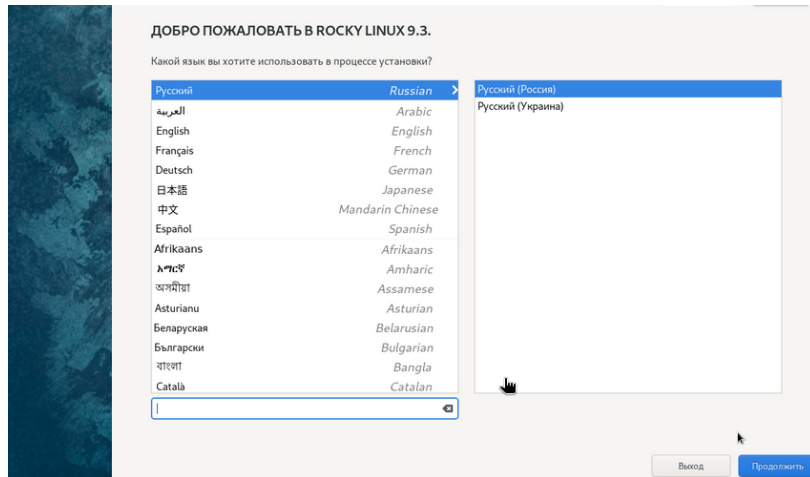 ДОБРО ПОЖАЛОВАТЬ В ROCKY LINUX 9.3.
Какой язык вы хотите использовать в процессе установки?
Русский Russian
العربية Arabic
English English
Français French
Deutsch German
日本語 Japanese
中文 Mandarin Chinese
Español Spanish
Afrikaans Afrikaans
አማርኛ Amharic
অসমীয়া Assamese
Asturianu Asturian
Беларуская Belarusian
Български Bulgarian
বাংলা Bangla
Català Catalan
Русский (Россия)
Русский (Украина)
Выход Продолжить